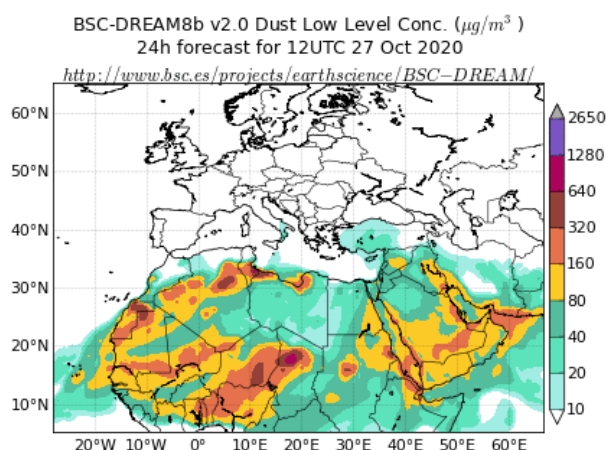 BSC-DREAM8b v2.0 Dust Low Level Conc. (μg/m³ )
24h forecast for 12UTC 27 Oct 2020
http://www.bsc.es/projects/earthscience/BSC−DREAM/
60°N
50°N
40°N
30°N
20°N
10°N
20°W 10°W 0° 10°E 20°E 30°E 40°E 50°E 60°E
2650
1280
640
320
160
80
40
20
10